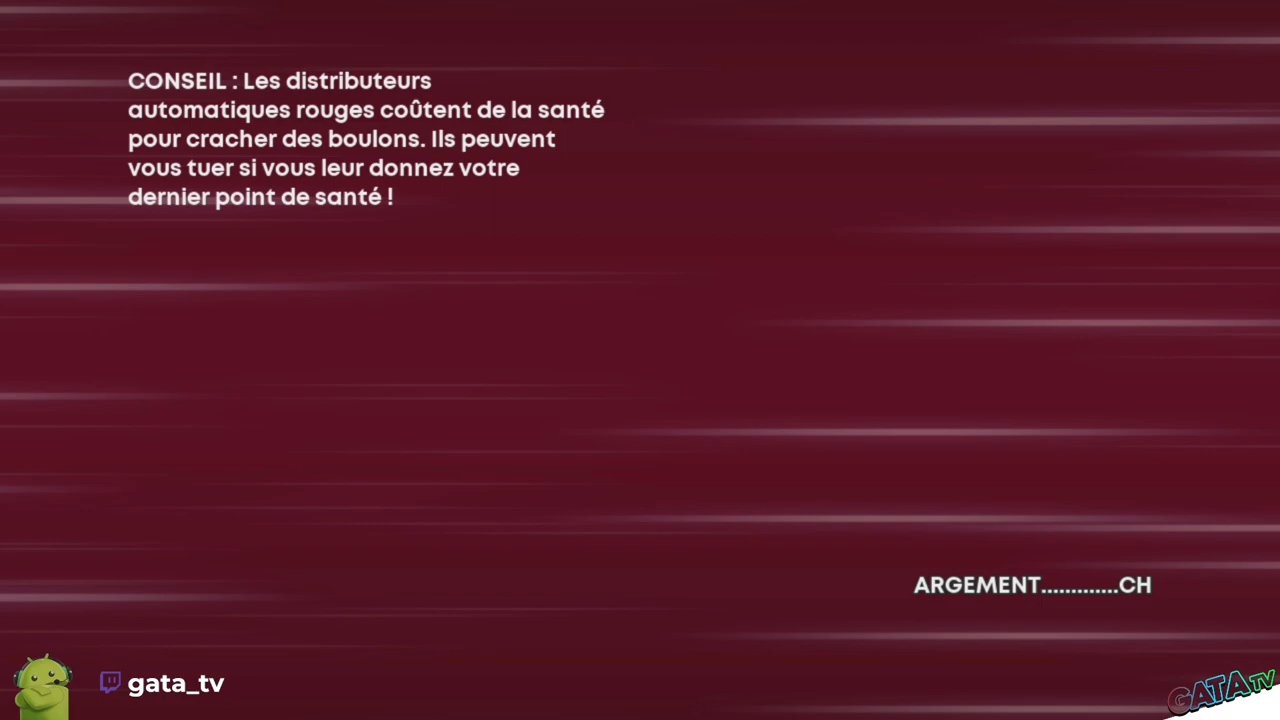 CONSEIL : Les distributeurs
automatiques rouges coûtent de la santé
pour cracher des boulons. Ils peuvent
vous tuer si vous leur donnez votre
dernier point de santé !
ARGEMENT.............CH
gata_tv
GATA TV